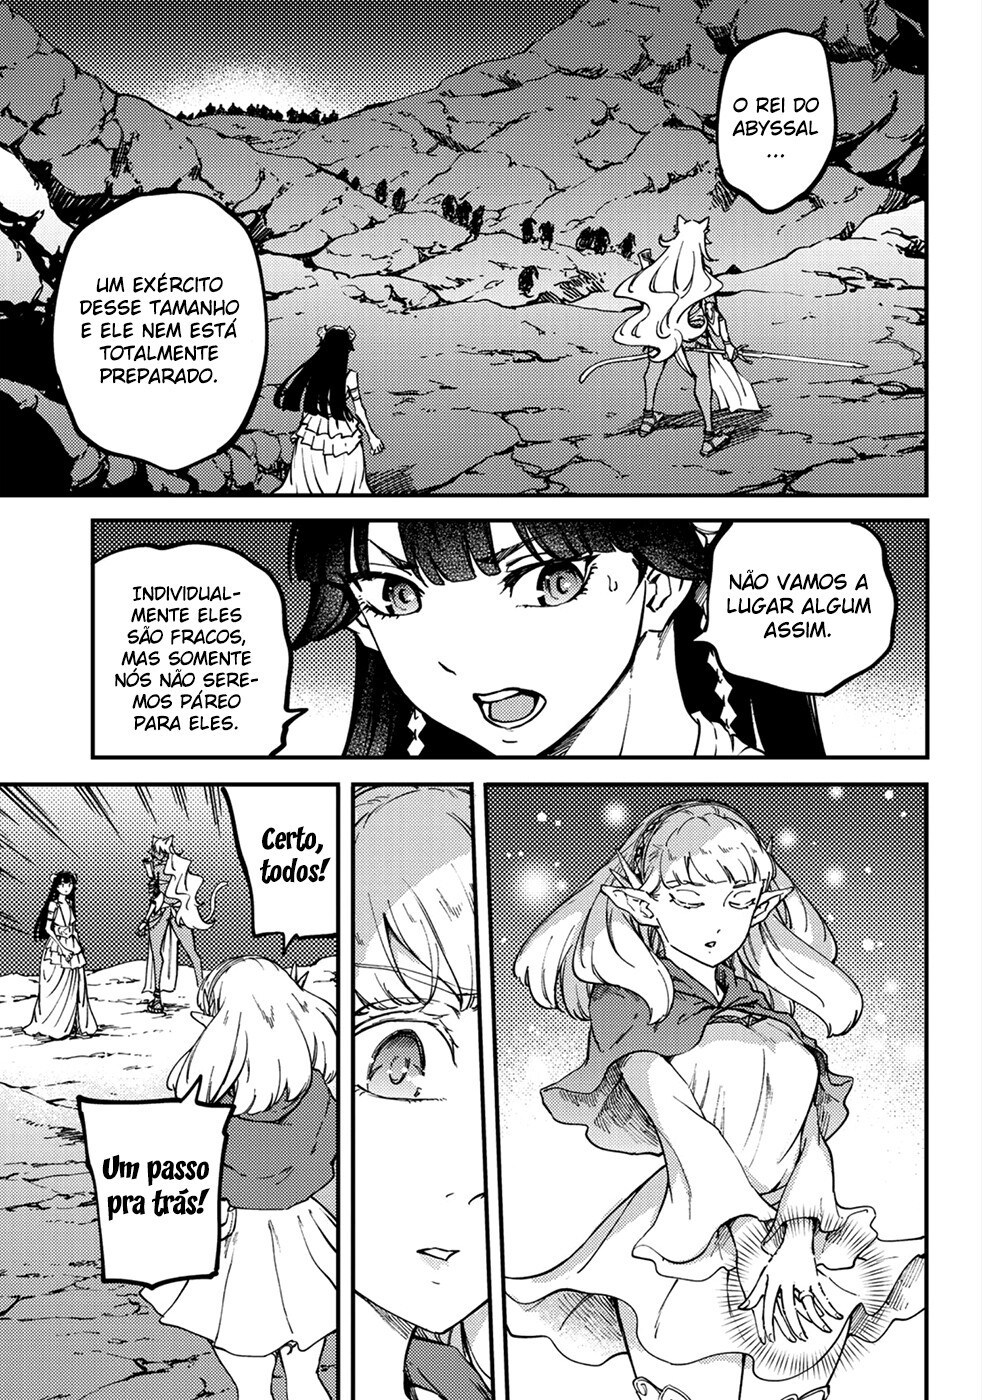 O REI DO
ABYSSAL
...
UM EXÉRCITO
DESSE TAMANHO
E ELE NEM ESTÁ
TOTALMENTE
PREPARADO.
NÃO VAMOS A
LUGAR ALGUM
ASSIM.
INDIVIDUAL-
MENTE ELES
SÃO FRACOS,
MAS SOMENTE
NÓS NÃO SERE-
MOS PÁREO
PARA ELES.
Certo,
todos!
Um passo
pra trás!